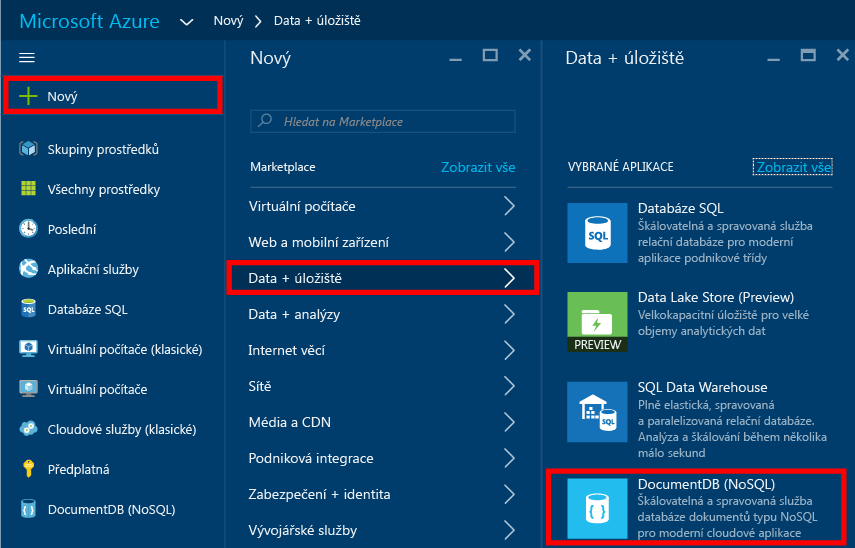 Microsoft Azure Nový Data + úložiště
Nový
Skupiny prostředků
Všechny prostředky
Poslední
Aplikační služby
Databáze SQL
Virtuální počítače (klasické)
Virtuální počítače
Cloudové služby (klasické)
Předplatná
DocumentDB (NoSQL)
Nový
Hledat na Marketplace
Marketplace Zobrazit vše
Virtuální počítače
Web a mobilní zařízení
Data + úložiště
Data + analýzy
Internet věcí
Sítě
Média a CDN
Podniková integrace
Zabezpečení + identita
Vývojářské služby
Data + úložiště
VYBRANÉ APLIKACE Zobrazit vše
SQL
Databáze SQL
Škálovatelná a spravovaná služba
relační databáze pro moderní
aplikace podnikové třídy
PREVIEW
Data Lake Store (Preview)
Velkokapacitní úložiště pro velké
objemy analytických dat
SQL
SQL Data Warehouse
Plně elastická, spravovaná
a paralelizovaná relační databáze.
Analýza a škálování během několika
málo sekund
DocumentDB (NoSQL)
Škálovatelná a spravovaná služba
databáze dokumentů typu NoSQL
pro moderní cloudové aplikace